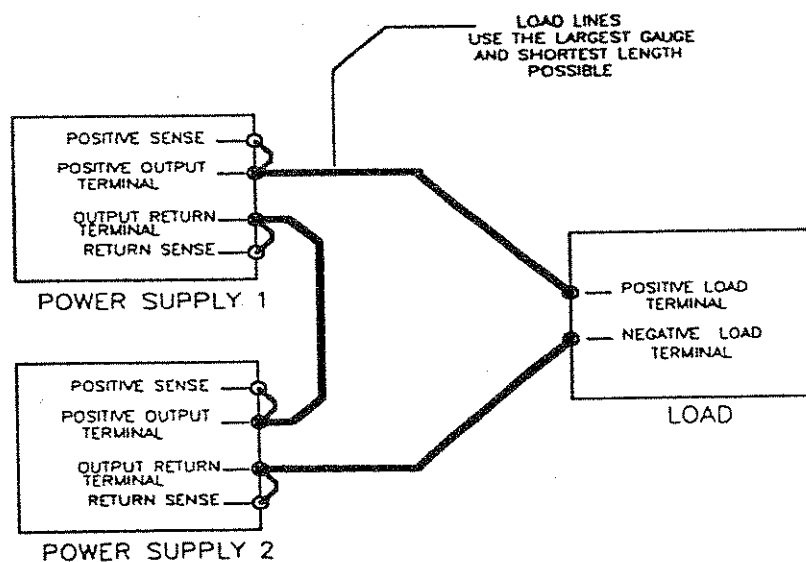 LOAD LINES
USE THE LARGEST GAUGE
AND SHORTEST LENGTH
POSSIBLE
POSITIVE SENSE
POSITIVE OUTPUT
TERMINAL
OUTPUT RETURN
TERMINAL
RETURN SENSE
POWER SUPPLY 1
POSITIVE LOAD
TERMINAL
NEGATIVE LOAD
TERMINAL
LOAD
POSITIVE SENSE
POSITIVE OUTPUT
TERMINAL
OUTPUT RETURN
TERMINAL
RETURN SENSE
POWER SUPPLY 2